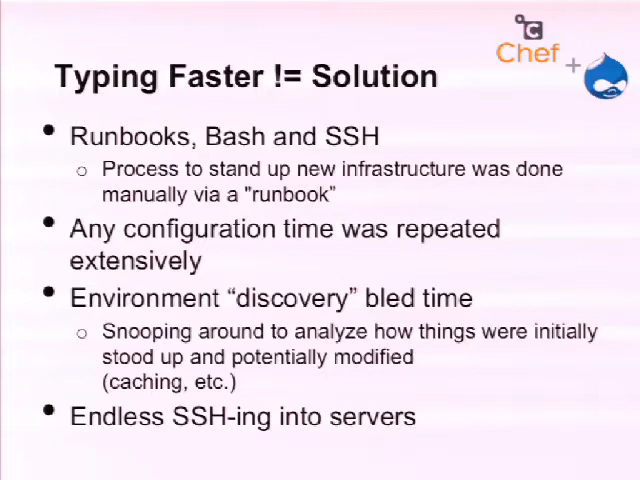 Chef +
Typing Faster != Solution
• Runbooks, Bash and SSH
o Process to stand up new infrastructure was done
manually via a "runbook”
• Any configuration time was repeated
extensively
• Environment “discovery” bled time
o Snooping around to analyze how things were initially
stood up and potentially modified
(caching, etc.)
• Endless SSH-ing into servers